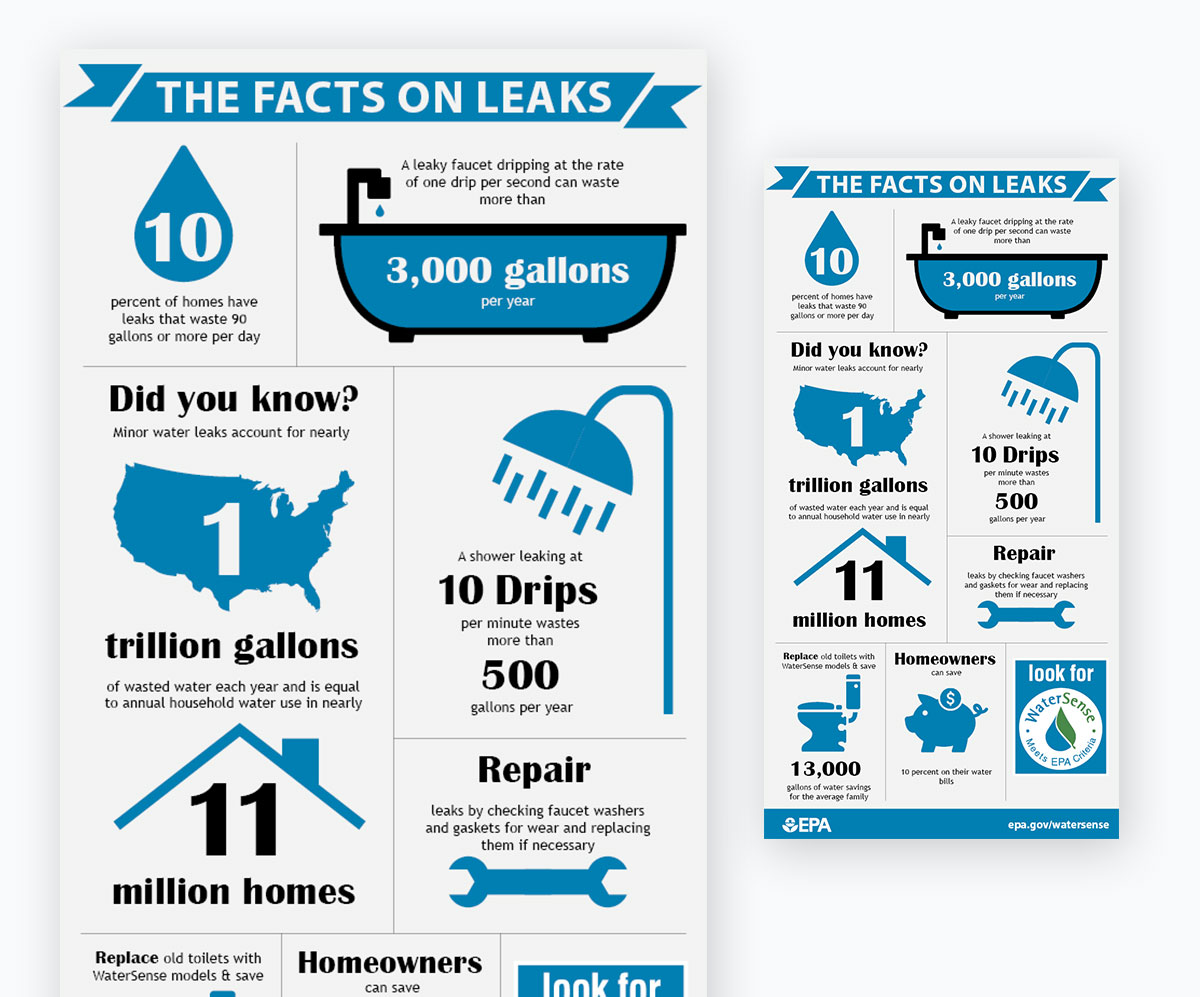 THE FACTS ON LEAKS
10
percent of homes have
leaks that waste 90
gallons or more per day
A leaky faucet dripping at the rate
of one drip per second can waste
more than
3,000 gallons
per year
Did you know?
Minor water leaks account for nearly
1
trillion gallons
of wasted water each year and is equal
to annual household water use in nearly
11
million homes
A shower leaking at
10 Drips
per minute wastes
more than
500
gallons per year
Repair
leaks by checking faucet washers
and gaskets for wear and replacing
them if necessary
Replace old toilets with
WaterSense models & save
Homeowners
can save
look for
THE FACTS ON LEAKS
10
percent of homes have
leaks that waste 90
gallons or more per day
A leaky faucet dripping at the rate
of one drip per second can waste
more than
3,000 gallons
per year
Did you know?
Minor water leaks account for nearly
1
trillion gallons
of wasted water each year and is equal
to annual household water use in nearly
11
million homes
A shower leaking at
10 Drips
per minute wastes
more than
500
gallons per year
Repair
leaks by checking faucet washers
and gaskets for wear and replacing
them if necessary
Replace old toilets with
WaterSense models & save
13,000
gallons of water savings
for the average family
Homeowners
can save
$
10 percent on their water
bills
look for
WaterSense
Meets EPA Criteria
EPA
epa.gov/watersense